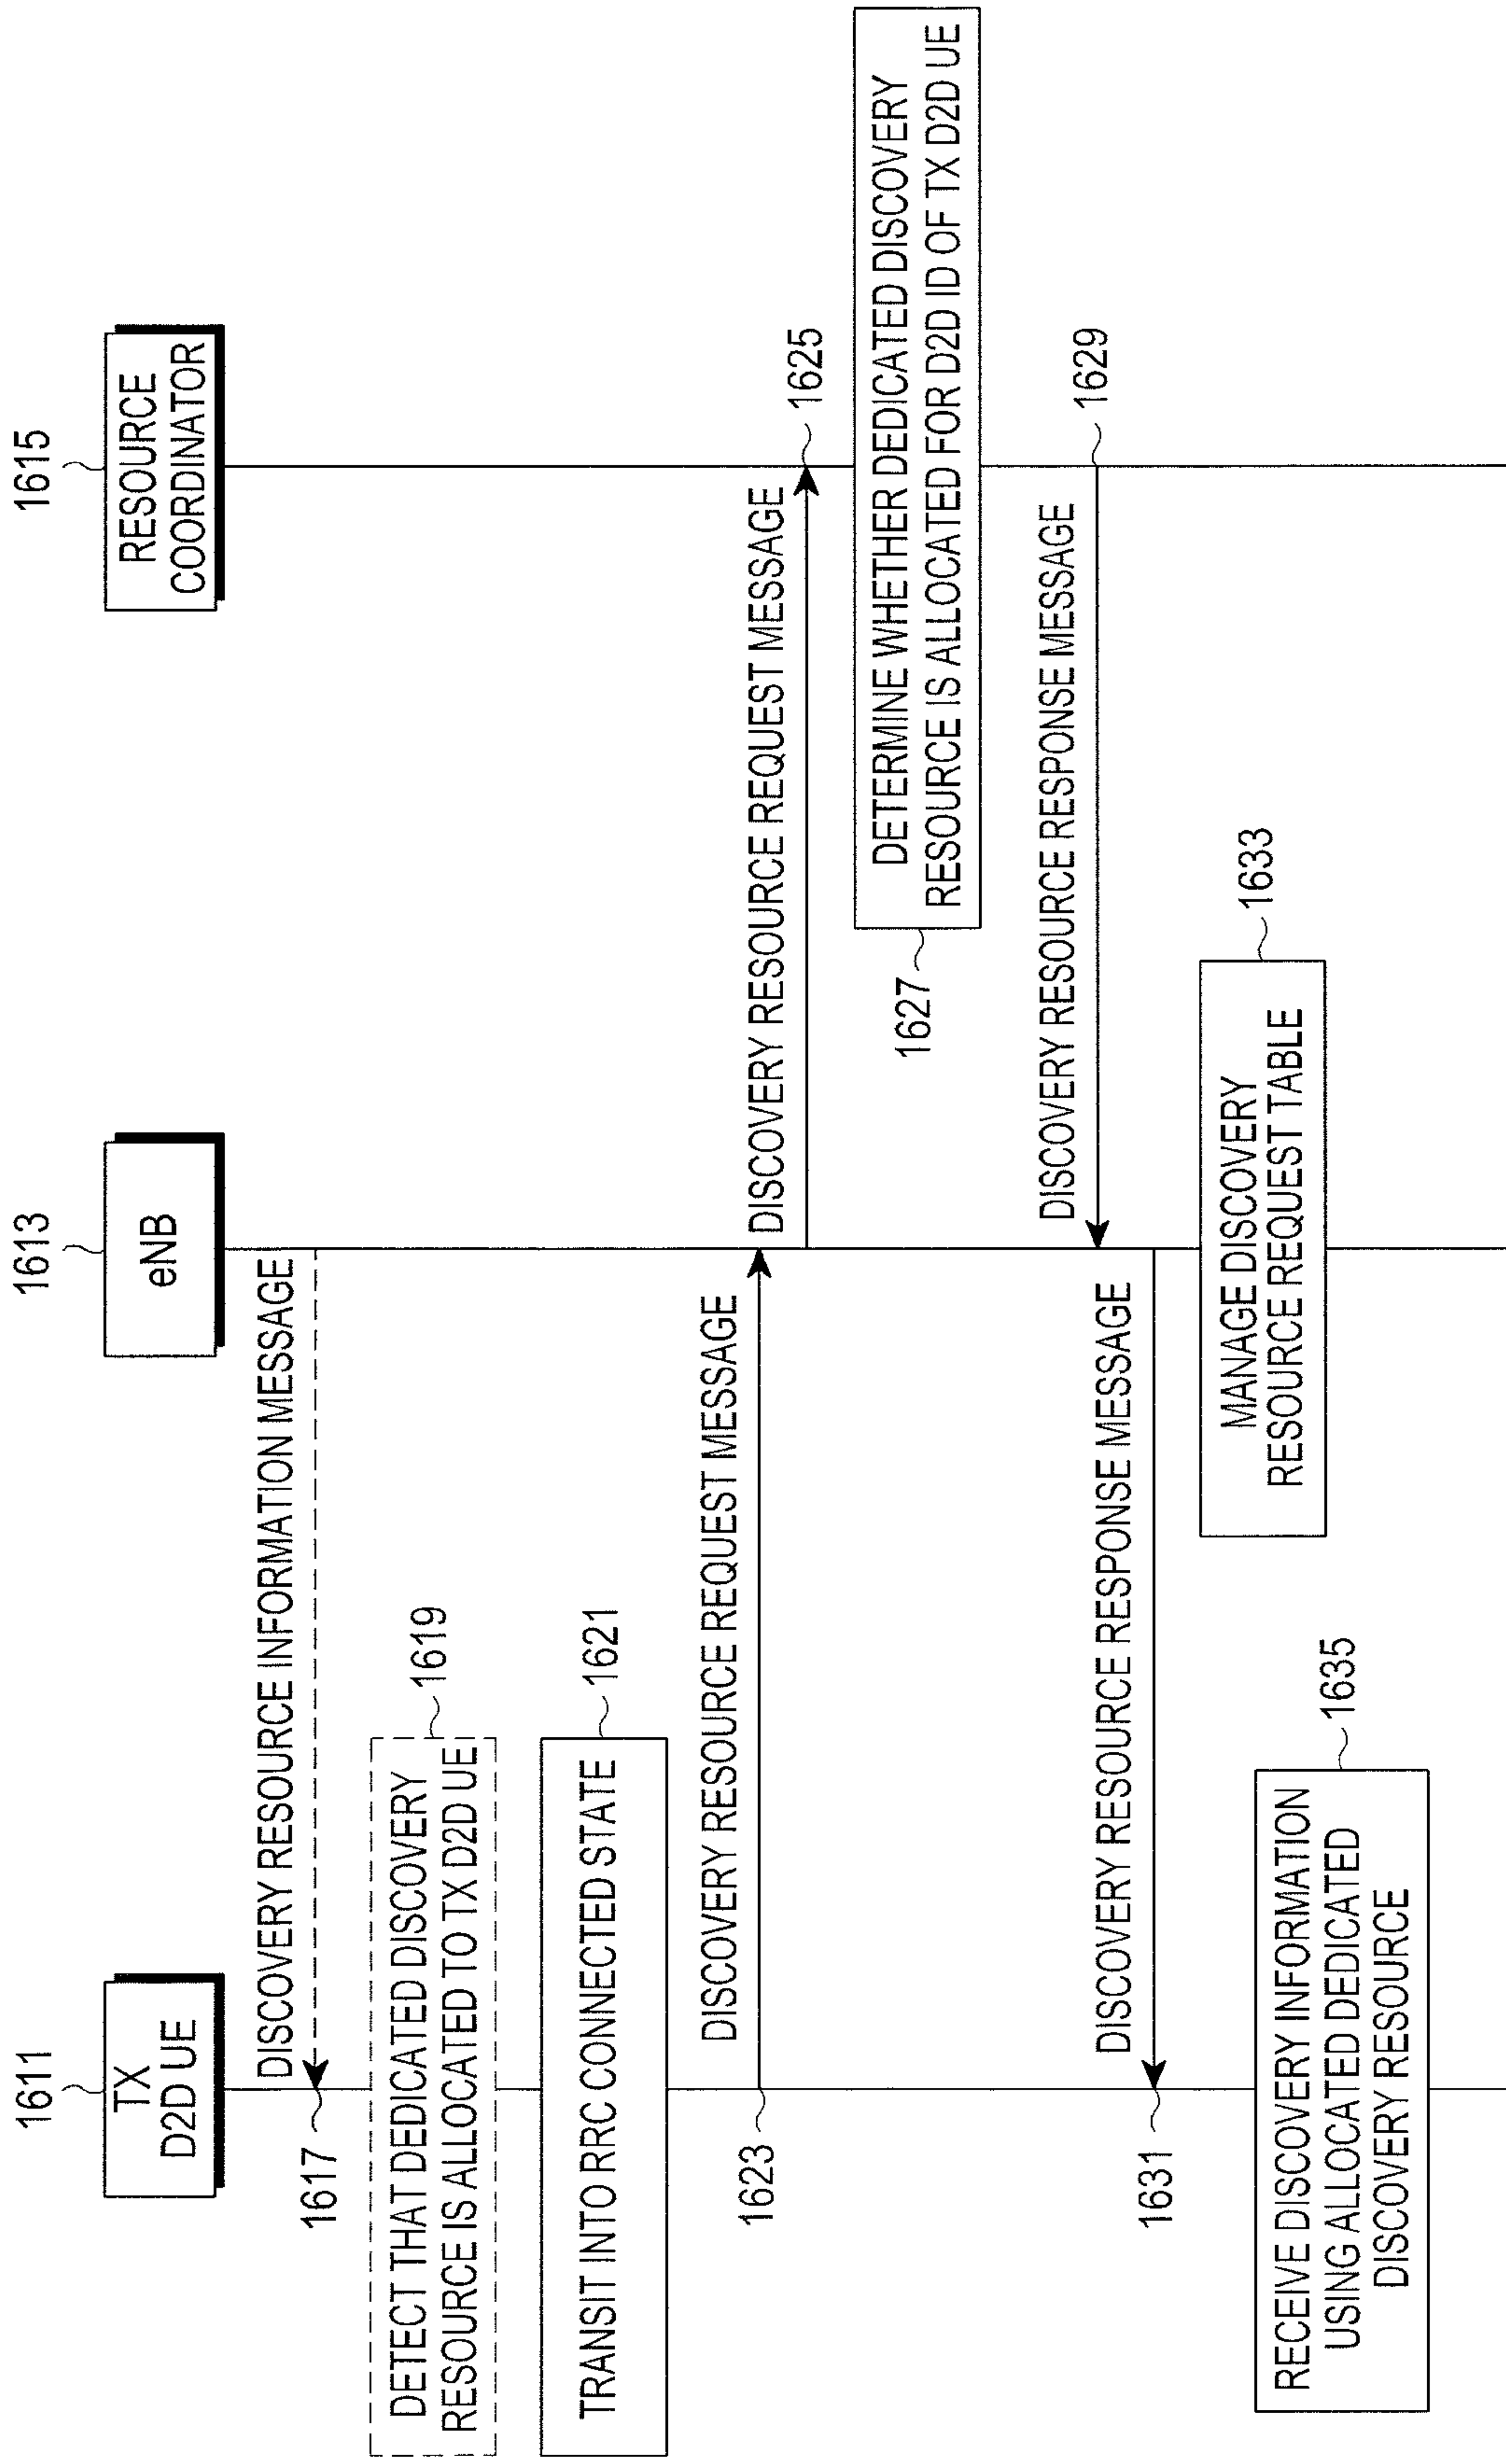 1611
TX
D2D UE
1613
eNB
1615
RESOURCE
COORDINATOR
DISCOVERY RESOURCE INFORMATION MESSAGE
1617
DETECT THAT DEDICATED DISCOVERY
RESOURCE IS ALLOCATED TO TX D2D UE
1619
TRANSIT INTO RRC CONNECTED STATE
1621
DISCOVERY RESOURCE REQUEST MESSAGE
1623
DISCOVERY RESOURCE REQUEST MESSAGE
1625
DETERMINE WHETHER DEDICATED DISCOVERY
RESOURCE IS ALLOCATED FOR D2D ID OF TX D2D UE
1627
DISCOVERY RESOURCE RESPONSE MESSAGE
1629
DISCOVERY RESOURCE RESPONSE MESSAGE
1631
MANAGE DISCOVERY
RESOURCE REQUEST TABLE
1633
RECEIVE DISCOVERY INFORMATION
USING ALLOCATED DEDICATED
DISCOVERY RESOURCE
1635